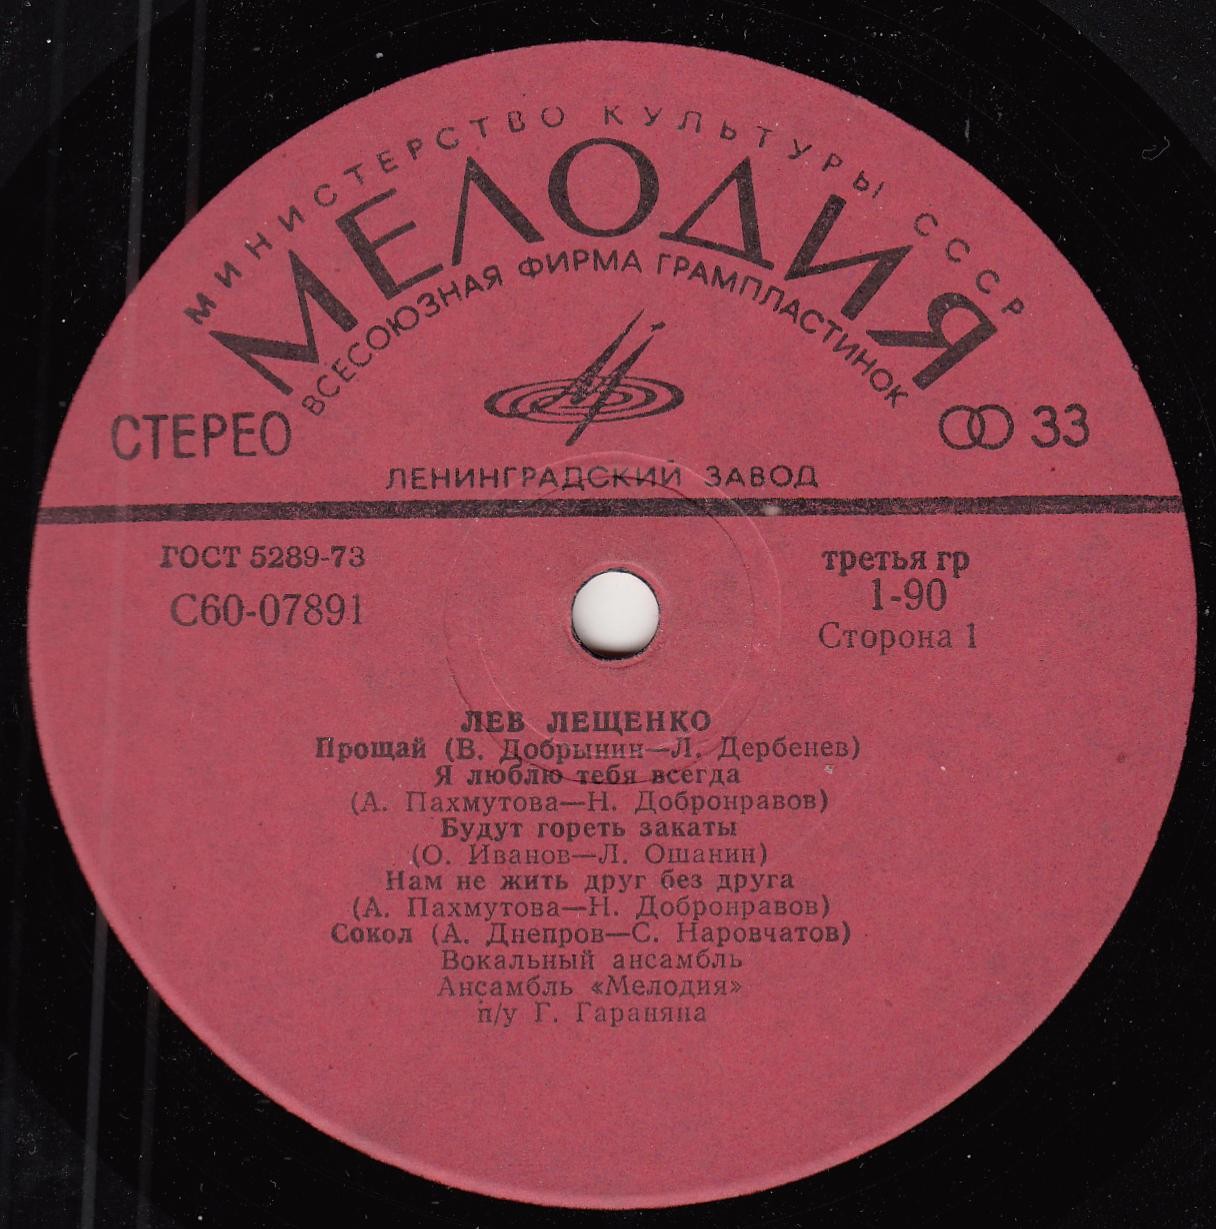 МИНИСТЕРСТВО КУЛЬТУРЫ СССР
МЕЛОДИЯ
ВСЕСОЮЗНАЯ ФИРМА ГРАМПЛАСТИНОК
СТЕРЕО
33
ЛЕНИНГРАДСКИЙ ЗАВОД
ГОСТ 5289-73
С60-07891
третья гр
1-90
Сторона 1
ЛЕВ ЛЕЩЕНКО
Прощай (В. Добрынин—Л. Дербенев)
Я люблю тебя всегда
(А. Пахмутова—Н. Добронравов)
Будут гореть закаты
(О. Иванов—Л. Ошанин)
Нам не жить друг без друга
(А. Пахмутова—Н. Добронравов)
Сокол (А. Днепров—С. Наровчатов)
Вокальный ансамбль
Ансамбль «Мелодия»
п/у Г. Гараняна